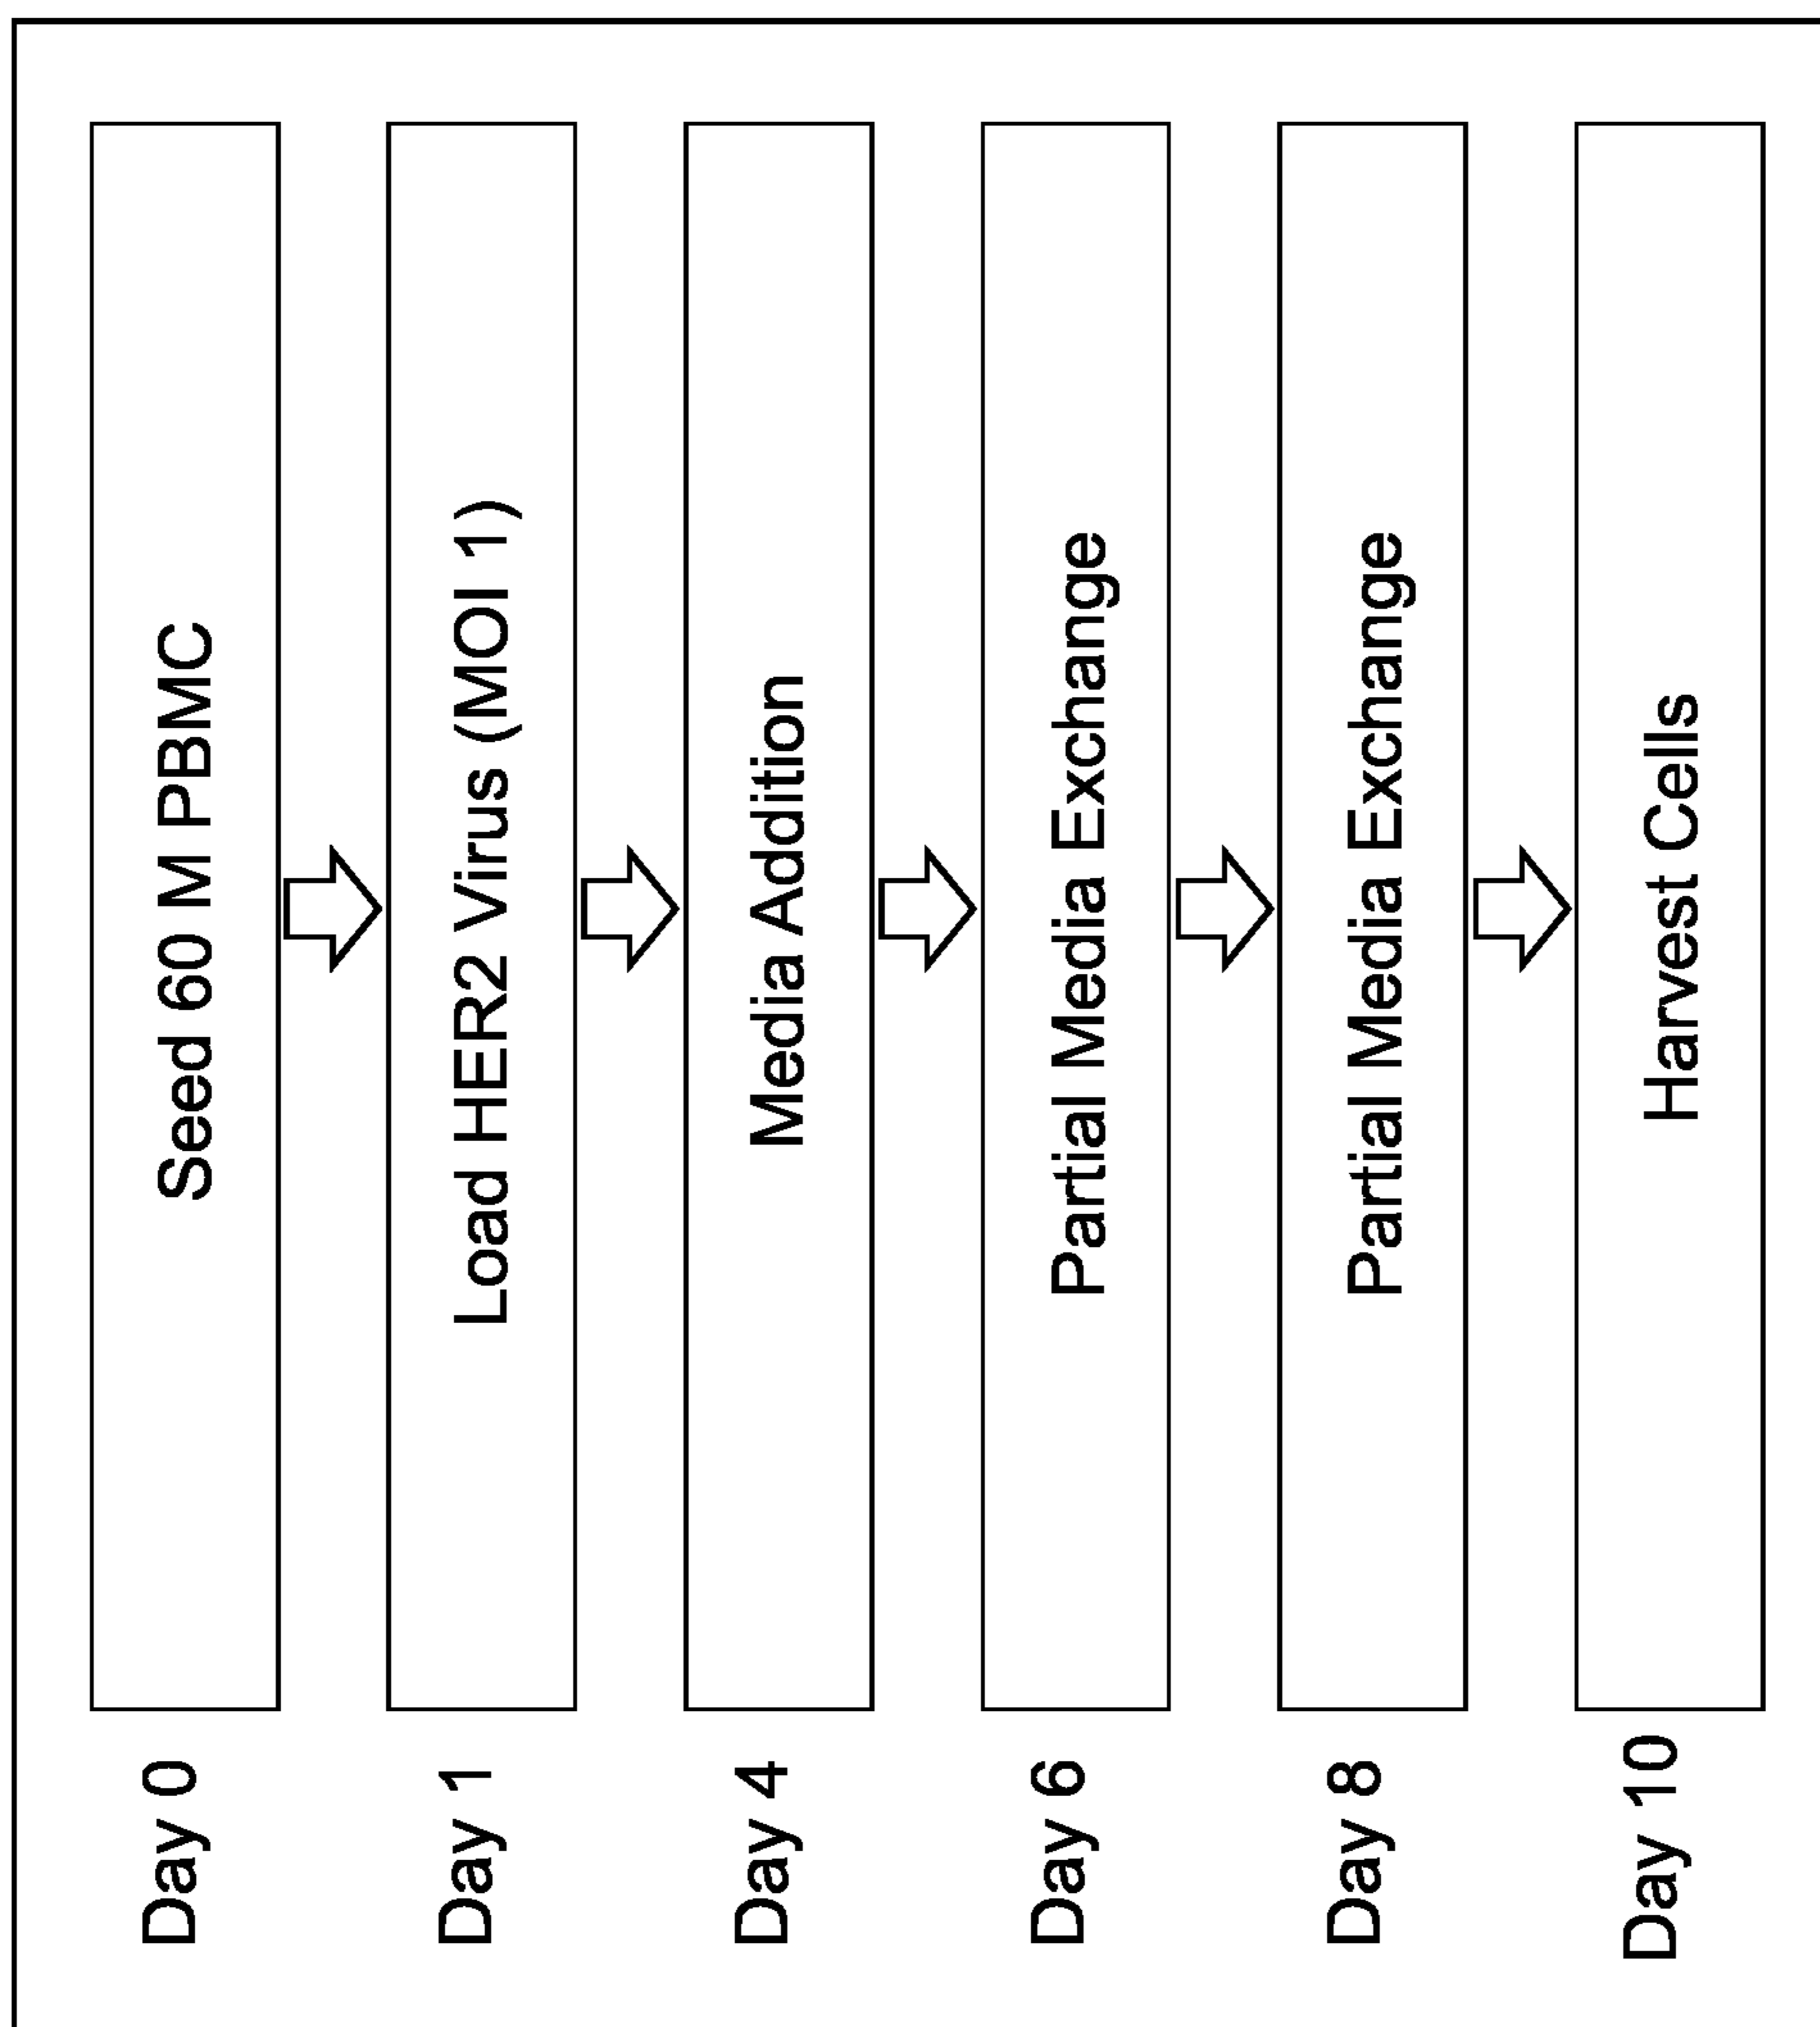 Day 0
Seed 60 M PBMC
Day 1
Load HER2 Virus (MOI 1)
Day 4
Media Addition
Day 6
Partial Media Exchange
Day 8
Partial Media Exchange
Day 10
Harvest Cells